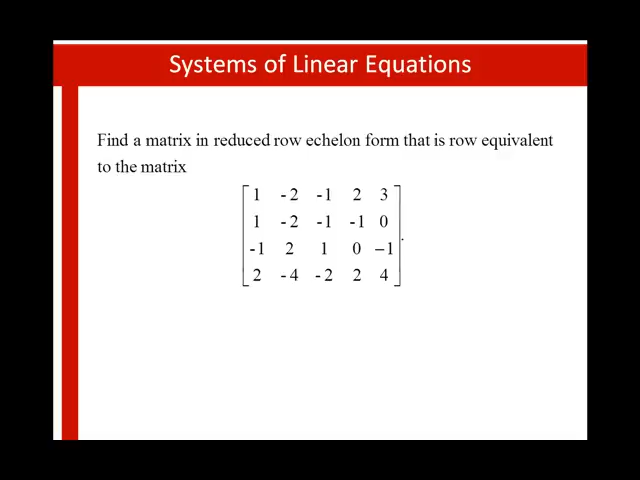 Systems of Linear Equations
Find a matrix in reduced row echelon form that is row equivalent
to the matrix
1 -2 -1 2 3
1 -2 -1 -1 0
-1 2 1 0 −1
2 -4 -2 2 4
.